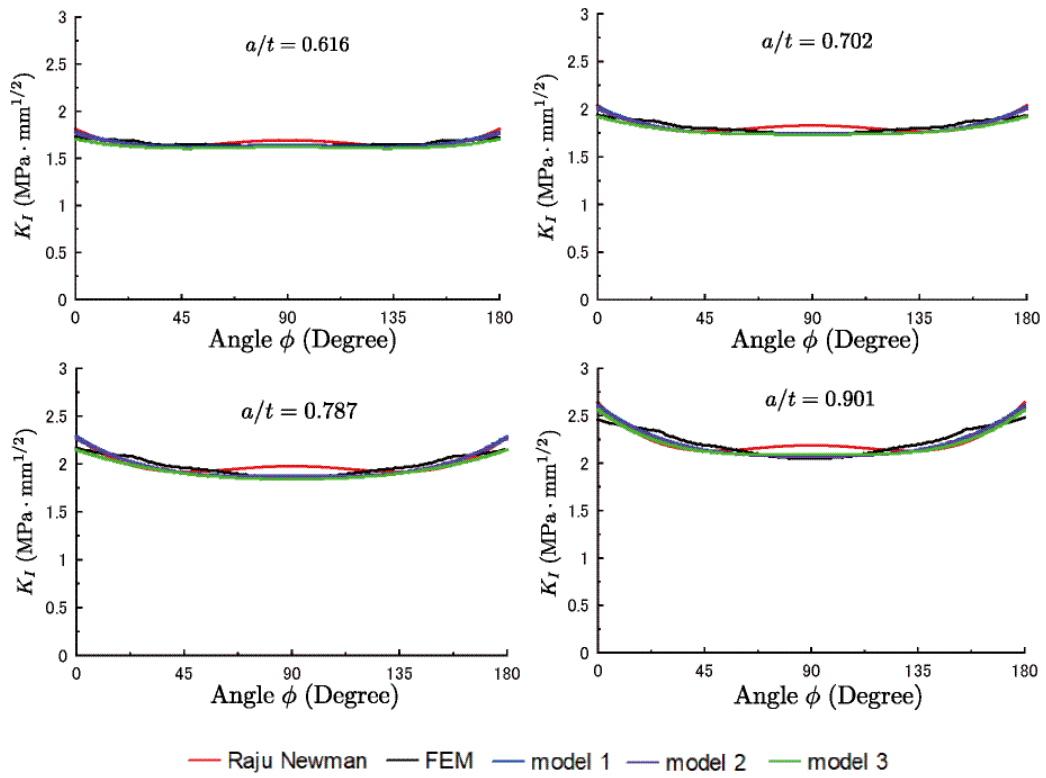 a/t = 0.616
K_I (MPa · mm^{1/2})
3
2.5
2
1.5
1
0.5
0
0 45 90 135 180
Angle ϕ (Degree)
a/t = 0.702
K_I (MPa · mm^{1/2})
3
2.5
2
1.5
1
0.5
0
0 45 90 135 180
Angle ϕ (Degree)
a/t = 0.787
K_I (MPa · mm^{1/2})
3
2.5
2
1.5
1
0.5
0
0 45 90 135 180
Angle ϕ (Degree)
a/t = 0.901
K_I (MPa · mm^{1/2})
3
2.5
2
1.5
1
0.5
0
0 45 90 135 180
Angle ϕ (Degree)
Raju Newman FEM model 1 model 2 model 3